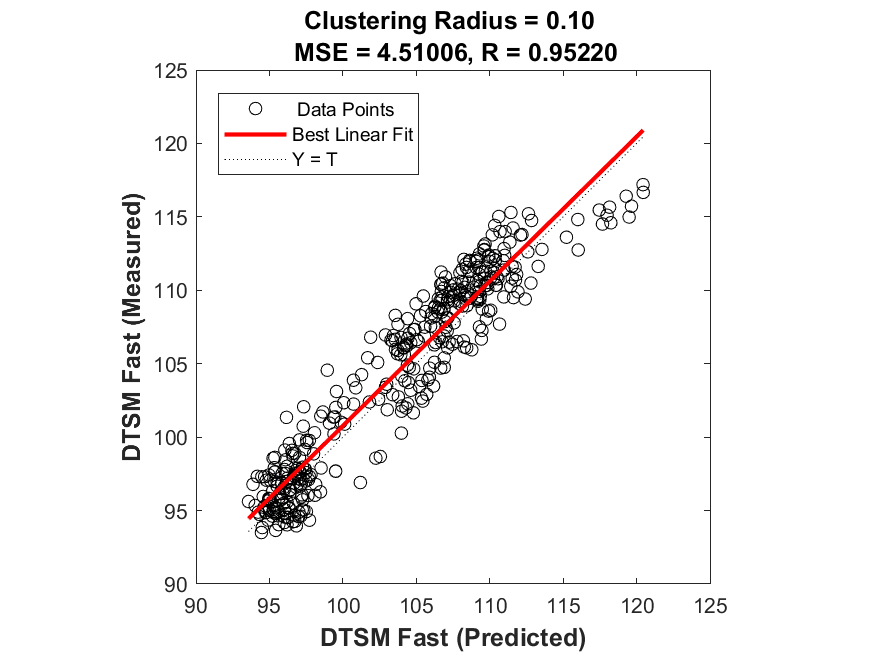 Clustering Radius = 0.10
MSE = 4.51006, R = 0.95220
125
120
115
110
105
100
95
90
DTSM Fast (Measured)
Data Points
Best Linear Fit
Y = T
90 95 100 105 110 115 120 125
DTSM Fast (Predicted)